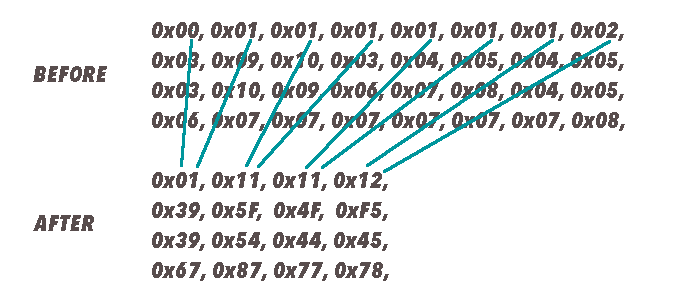 0x00, 0x01, 0x01, 0x01, 0x01, 0x01, 0x01, 0x02,
BEFORE
0x03, 0x09, 0x10, 0x03, 0x04, 0x05, 0x04, 0x05,
0x03, 0x10, 0x09, 0x06, 0x07, 0x08, 0x04, 0x05,
0x06, 0x07, 0x07, 0x07, 0x07, 0x07, 0x07, 0x08,
0x01, 0x11, 0x11, 0x12,
AFTER
0x39, 0x5F, 0x4F, 0xF5,
0x39, 0x54, 0x44, 0x45,
0x67, 0x87, 0x77, 0x78,